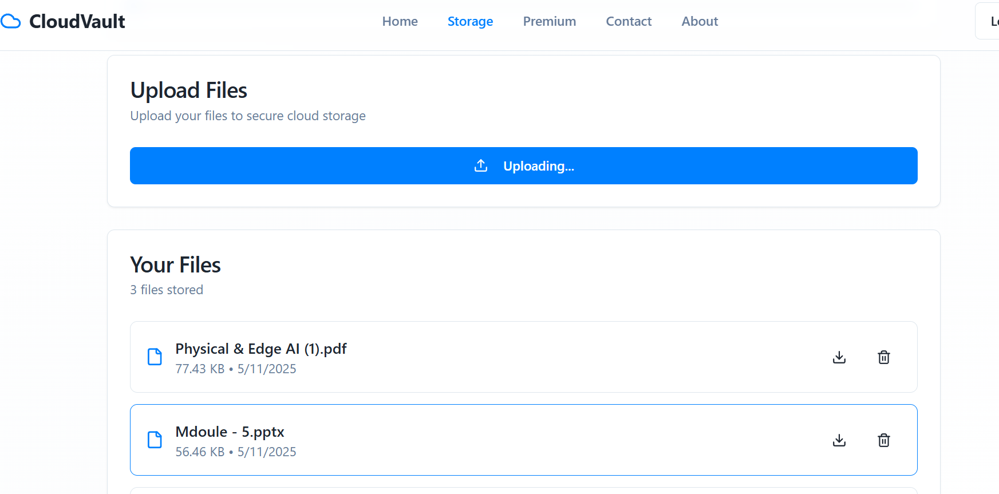 CloudVault
Home Storage Premium Contact About
Upload Files
Upload your files to secure cloud storage
Uploading...
Your Files
3 files stored
Physical & Edge AI (1).pdf
77.43 KB • 5/11/2025
Mdoule - 5.pptx
56.46 KB • 5/11/2025